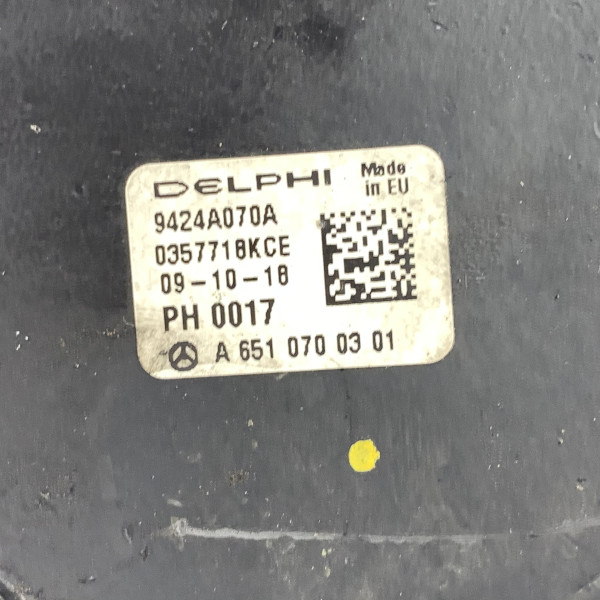 DELPHI Made in EU
9424A070A
0357718KCE
09-10-18
PH 0017
A 651 070 03 01